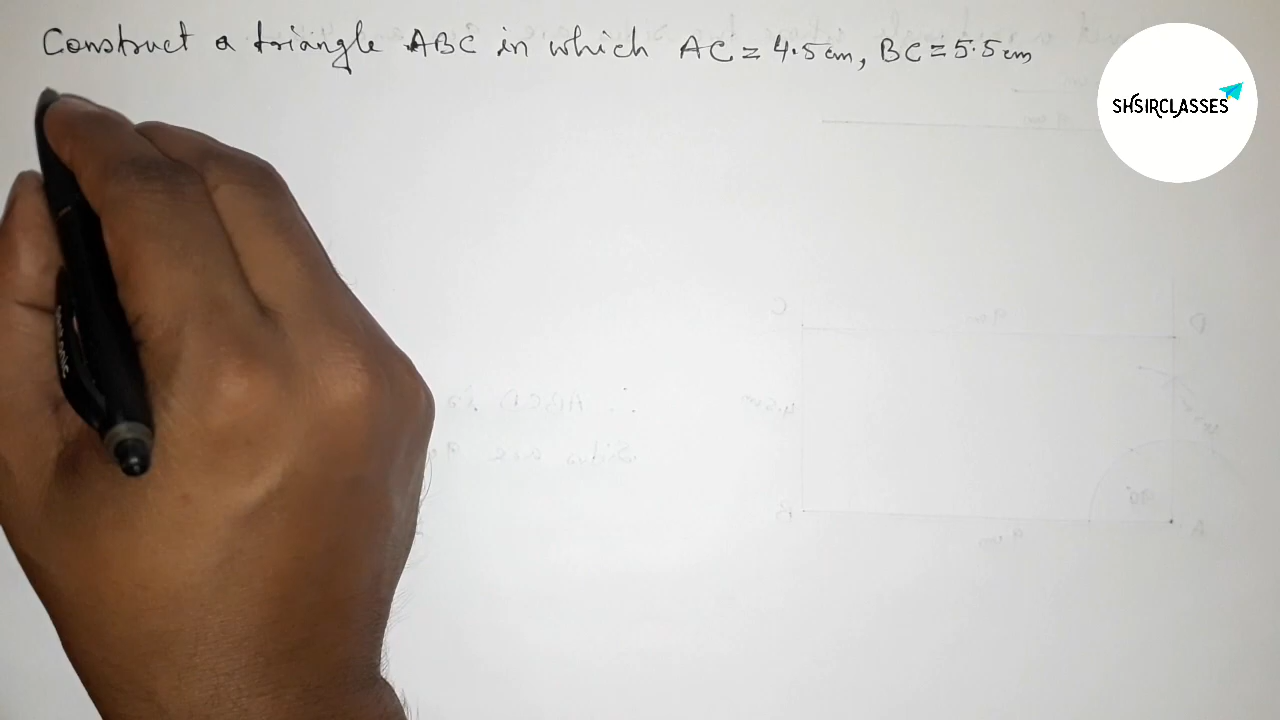 Construct a triangle ABC in which AC = 4.5 cm, BC = 5.5 cm
SHSIRCLASSES